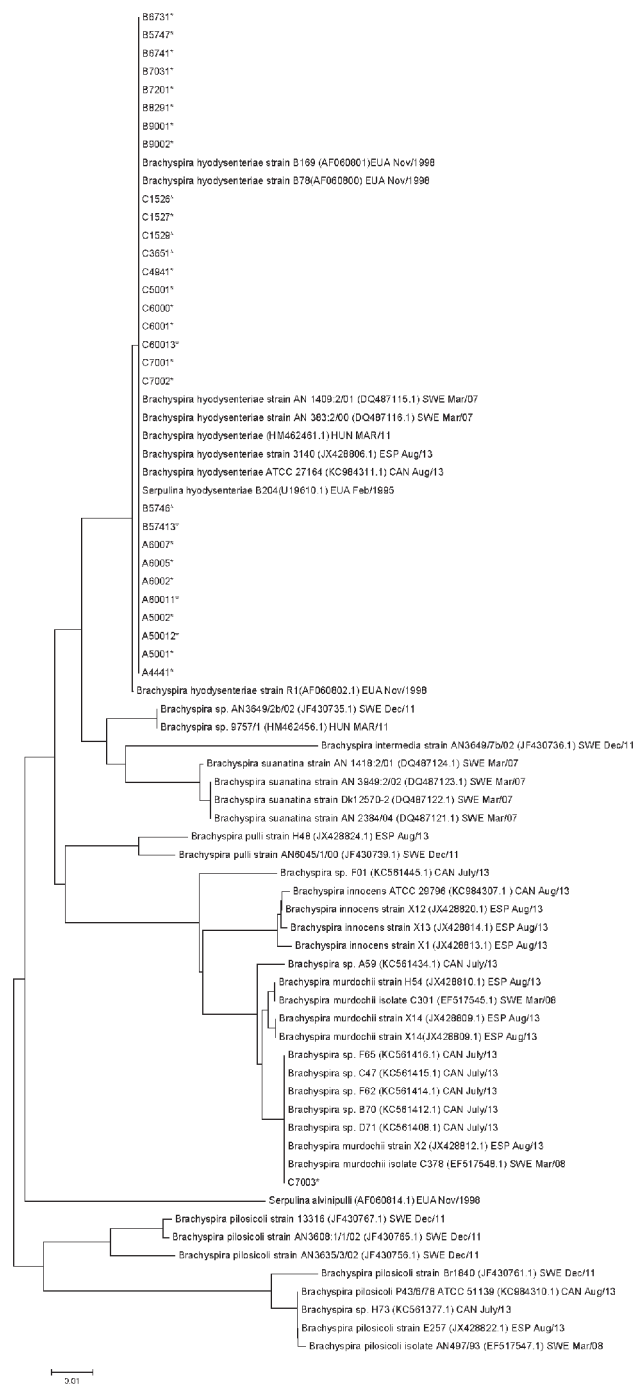 B6731*
B5747*
B6741*
B7031*
B7201*
B8291*
B9001*
B9002*
Brachyspira hyodysenteriae strain B169 (AF060801)EUA Nov/1998
Brachyspira hyodysenteriae strain B78(AF060800) EUA Nov/1998
C1526*
C1527*
C1529*
C3651*
C4941*
C5001*
C6000*
C6001*
C60013*
C7001*
C7002*
Brachyspira hyodysenteriae strain AN 1409:2/01 (DQ487115.1) SWE Mar/07
Brachyspira hyodysenteriae strain AN 383:2/00 (DQ487116.1) SWE Mar/07
Brachyspira hyodysenteriae (HM462461.1) HUN MAR/11
Brachyspira hyodysenteriae strain 3140 (JX428806.1) ESP Aug/13
Brachyspira hyodysenteriae ATCC 27164 (KC984311.1) CAN Aug/13
Serpulina hyodysenteriae B204(U19610.1) EUA Feb/1995
B5746*
B57413*
A6007*
A6005*
A6002*
A60011*
A5002*
A50012*
A5001*
A4441*
Brachyspira hyodysenteriae strain R1(AF060802.1) EUA Nov/1998
Brachyspira sp. AN3649/2b/02 (JF430735.1) SWE Dec/11
Brachyspira sp. 9757/1 (HM462456.1) HUN MAR/11
Brachyspira intermedia strain AN3649/7b/02 (JF430736.1) SWE Dec/11
Brachyspira suanatina strain AN 1418:2/01 (DQ487124.1) SWE Mar/07
Brachyspira suanatina strain AN 3949:2/02 (DQ487123.1) SWE Mar/07
Brachyspira suanatina strain Dk12570-2 (DQ487122.1) SWE Mar/07
Brachyspira suanatina strain AN 2384/04 (DQ487121.1) SWE Mar/07
Brachyspira pulli strain H48 (JX428824.1) ESP Aug/13
Brachyspira pulli strain AN6045/1/00 (JF430739.1) SWE Dec/11
Brachyspira sp. F01 (KC561445.1) CAN July/13
Brachyspira innocens ATCC 29796 (KC984307.1 ) CAN Aug/13
Brachyspira innocens strain X12 (JX428820.1) ESP Aug/13
Brachyspira innocens strain X13 (JX428814.1) ESP Aug/13
Brachyspira innocens strain X1 (JX428813.1) ESP Aug/13
Brachyspira sp. A59 (KC561434.1) CAN July/13
Brachyspira murdochii strain H54 (JX428810.1) ESP Aug/13
Brachyspira murdochii isolate C301 (EF517545.1) SWE Mar/08
Brachyspira murdochii strain X14 (JX428809.1) ESP Aug/13
Brachyspira murdochii strain X14(JX428809.1) ESP Aug/13
Brachyspira sp. F65 (KC561416.1) CAN July/13
Brachyspira sp. C47 (KC561415.1) CAN July/13
Brachyspira sp. F62 (KC561414.1) CAN July/13
Brachyspira sp. B70 (KC561412.1) CAN July/13
Brachyspira sp. D71 (KC561408.1) CAN July/13
Brachyspira murdochii strain X2 (JX428812.1) ESP Aug/13
Brachyspira murdochii isolate C378 (EF517548.1) SWE Mar/08
C7003*
Serpulina alvinipulli (AF060814.1) EUA Nov/1998
Brachyspira pilosicoli strain 13316 (JF430767.1) SWE Dec/11
Brachyspira pilosicoli strain AN3608:1/1/02 (JF430765.1) SWE Dec/11
Brachyspira pilosicoli strain AN3635/3/02 (JF430756.1) SWE Dec/11
Brachyspira pilosicoli strain Br1840 (JF430761.1) SWE Dec/11
Brachyspira pilosicoli P43/6/78 ATCC 51139 (KC984310.1) CAN Aug/13
Brachyspira sp. H73 (KC561377.1) CAN July/13
Brachyspira pilosicoli strain E257 (JX428822.1) ESP Aug/13
Brachyspira pilosicoli isolate AN497/93 (EF517547.1) SWE Mar/08
0.01